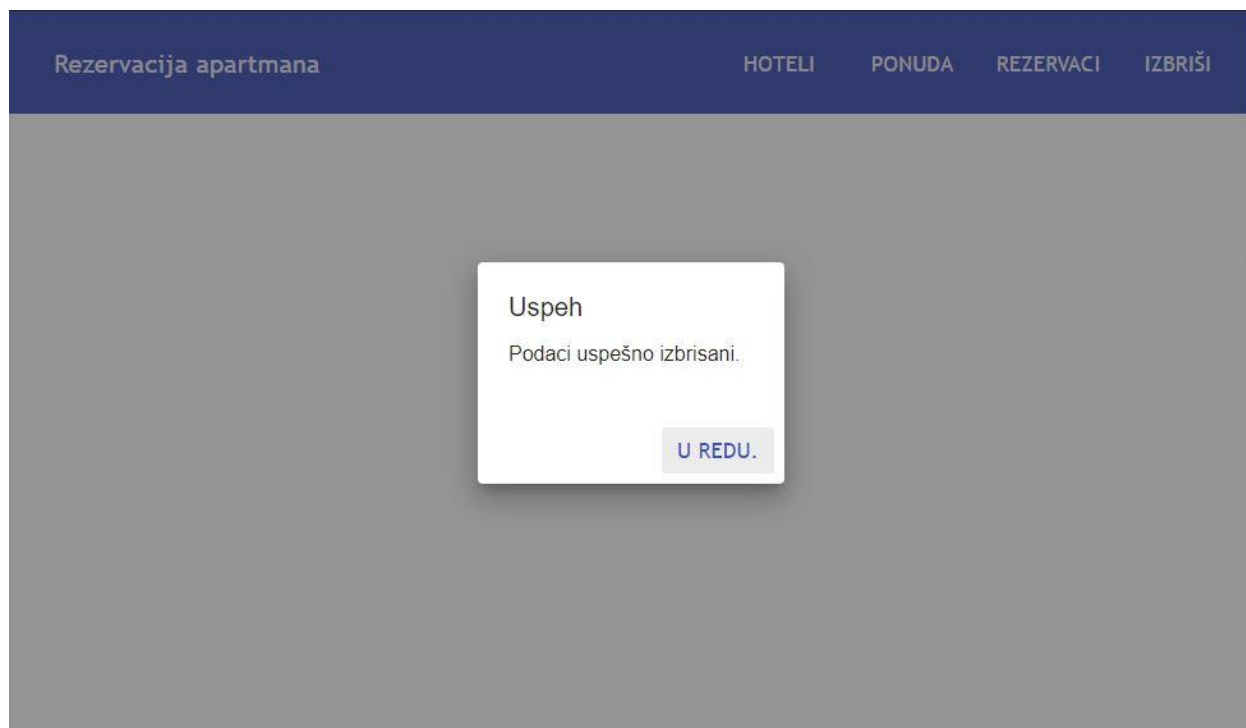 Rezervacija apartmana HOTELI PONUDA REZERVACI IZBRIŠI
Uspeh
Podaci uspešno izbrisani.
U REDU.